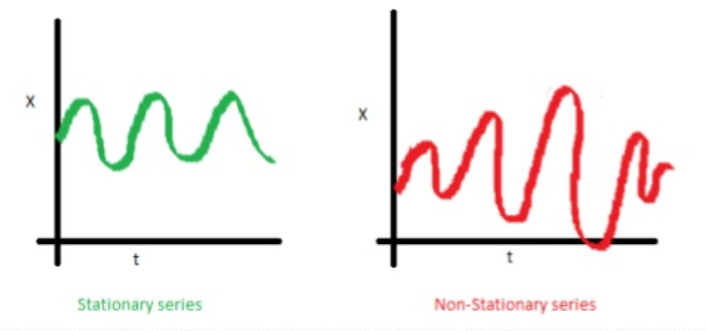 X
t
Stationary series
X
t
Non-Stationary series